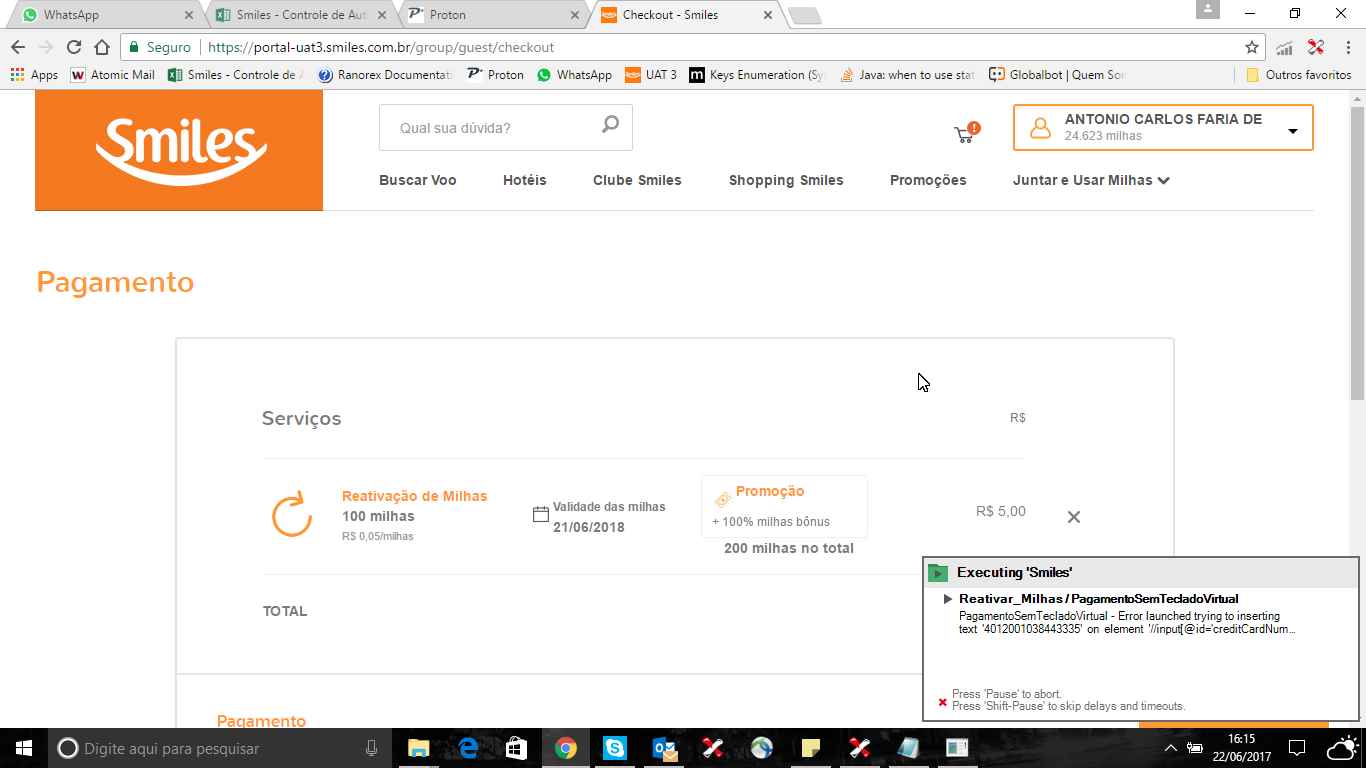 WhatsApp
Smiles - Controle de Aut
Proton
Checkout - Smiles
Seguro
https://portal-uat3.smiles.com.br/group/guest/checkout
Apps
Atomic Mail
Smiles - Controle de A
Ranorex Documentati
Proton
WhatsApp
UAT 3
Keys Enumeration (Sy
Java: when to use stat
Globalbot | Quem Son
Outros favoritos
Smiles
Qual sua dúvida?
!
ANTONIO CARLOS FARIA DE
24.623 milhas
Buscar Voo
Hotéis
Clube Smiles
Shopping Smiles
Promoções
Juntar e Usar Milhas
Pagamento
Serviços
R$
Reativação de Milhas
100 milhas
R$ 0,05/milhas
Validade das milhas
21/06/2018
Promoção
+ 100% milhas bônus
200 milhas no total
R$ 5,00
TOTAL
Pagamento
Executing 'Smiles'
Reativar_Milhas / PagamentoSemTecladoVirtual
PagamentoSemTecladoVirtual - Error launched trying to inserting
text '4012001038443335' on element '//input[@id='creditCardNum...
Press 'Pause' to abort.
Press 'Shift-Pause' to skip delays and timeouts.
Digite aqui para pesquisar
16:15
22/06/2017